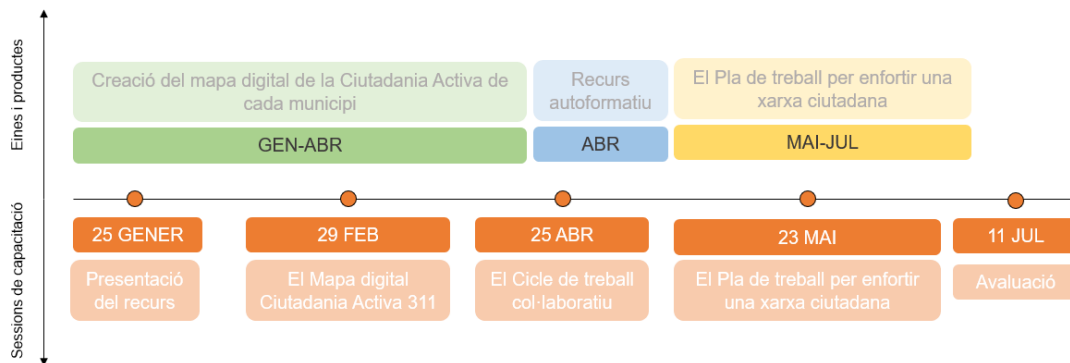 Eines i productes
Creació del mapa digital de la Ciutadania Activa de
cada municipi
GEN-ABR
Recurs
autoformatiu
ABR
El Pla de treball per enfortir una
xarxa ciutadana
MAI-JUL
Sessions de capacitació
25 GENER
Presentació
del recurs
29 FEB
El Mapa digital
Ciutadania Activa 311
25 ABR
El Cicle de treball
col·laboratiu
23 MAI
El Pla de treball per enfortir
una xarxa ciutadana
11 JUL
Avaluació